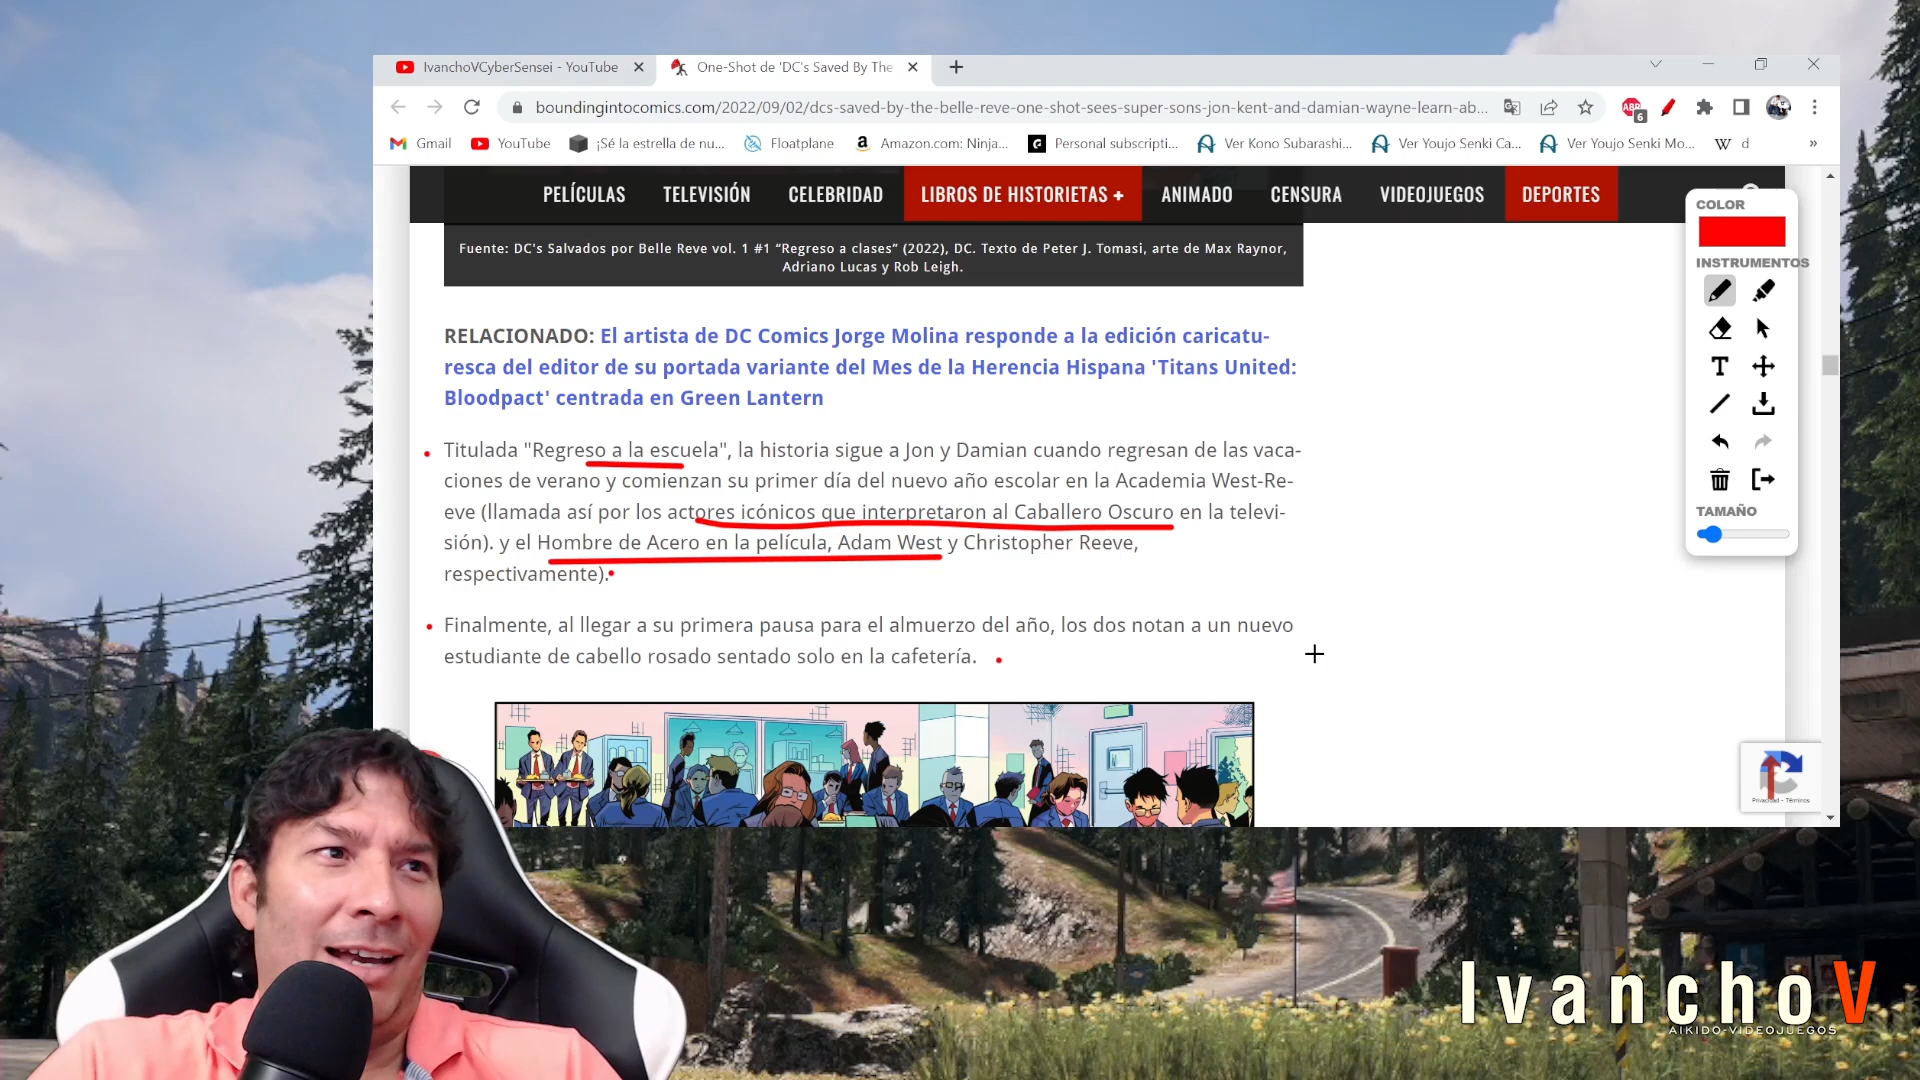 IvanchoVCyberSensei - YouTube
One-Shot de 'DC's Saved By The
boundingintocomics.com/2022/09/02/dcs-saved-by-the-belle-reve-one-shot-sees-super-sons-jon-kent-and-damian-wayne-learn-ab...
ABP
6
Gmail
YouTube
¡Sé la estrella de nu...
Floatplane
Amazon.com: Ninja...
Personal subscripti...
Ver Kono Subarashi...
Ver Youjo Senki Ca...
Ver Youjo Senki Mo...
W d
»
PELÍCULAS TELEVISIÓN CELEBRIDAD LIBROS DE HISTORIETAS + ANIMADO CENSURA VIDEOJUEGOS DEPORTES
Fuente: DC's Salvados por Belle Reve vol. 1 #1 “Regreso a clases” (2022), DC. Texto de Peter J. Tomasi, arte de Max Raynor,
Adriano Lucas y Rob Leigh.
RELACIONADO: El artista de DC Comics Jorge Molina responde a la edición caricatu-
resca del editor de su portada variante del Mes de la Herencia Hispana 'Titans United:
Bloodpact' centrada en Green Lantern
Titulada "Regreso a la escuela", la historia sigue a Jon y Damian cuando regresan de las vaca-
ciones de verano y comienzan su primer día del nuevo año escolar en la Academia West-Re-
eve (llamada así por los actores icónicos que interpretaron al Caballero Oscuro en la televi-
sión). y el Hombre de Acero en la película, Adam West y Christopher Reeve,
respectivamente).
Finalmente, al llegar a su primera pausa para el almuerzo del año, los dos notan a un nuevo
estudiante de cabello rosado sentado solo en la cafetería.
COLOR
INSTRUMENTOS
T
TAMAÑO
Privacidad - Términos
IvanchoV
AIKIDO-VIDEOJUEGOS